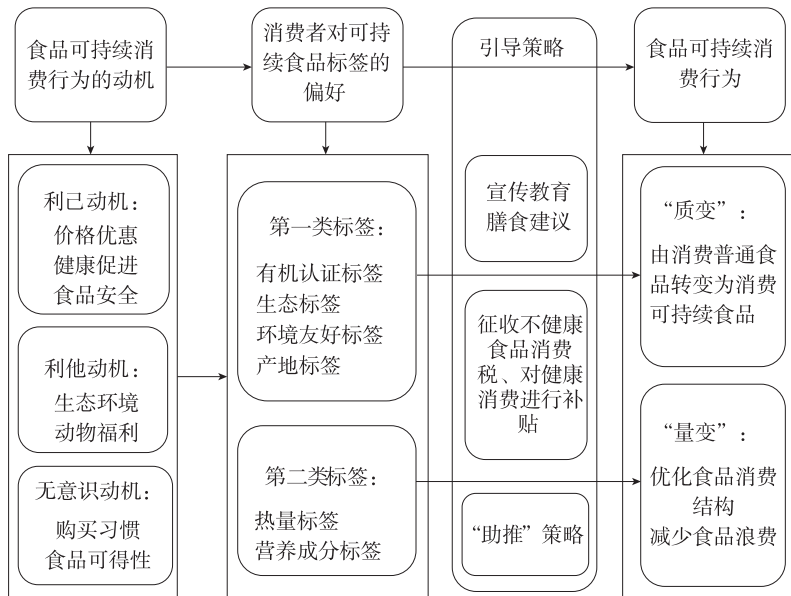 食品可持续消
费行为的动机
消费者对可持
续食品标签的
偏好
引导策略
食品可持续消
费行为
利己动机：
价格优惠
健康促进
食品安全
利他动机：
生态环境
动物福利
无意识动机：
购买习惯
食品可得性
第一类标签：
有机认证标签
生态标签
环境友好标签
产地标签
第二类标签：
热量标签
营养成分标签
宣传教育
膳食建议
征收不健康
食品消费
税、对健康
消费进行补
贴
“助推”策略
“质变”：
由消费普通食
品转变为消费
可持续食品
“量变”：
优化食品消费
结构
减少食品浪费